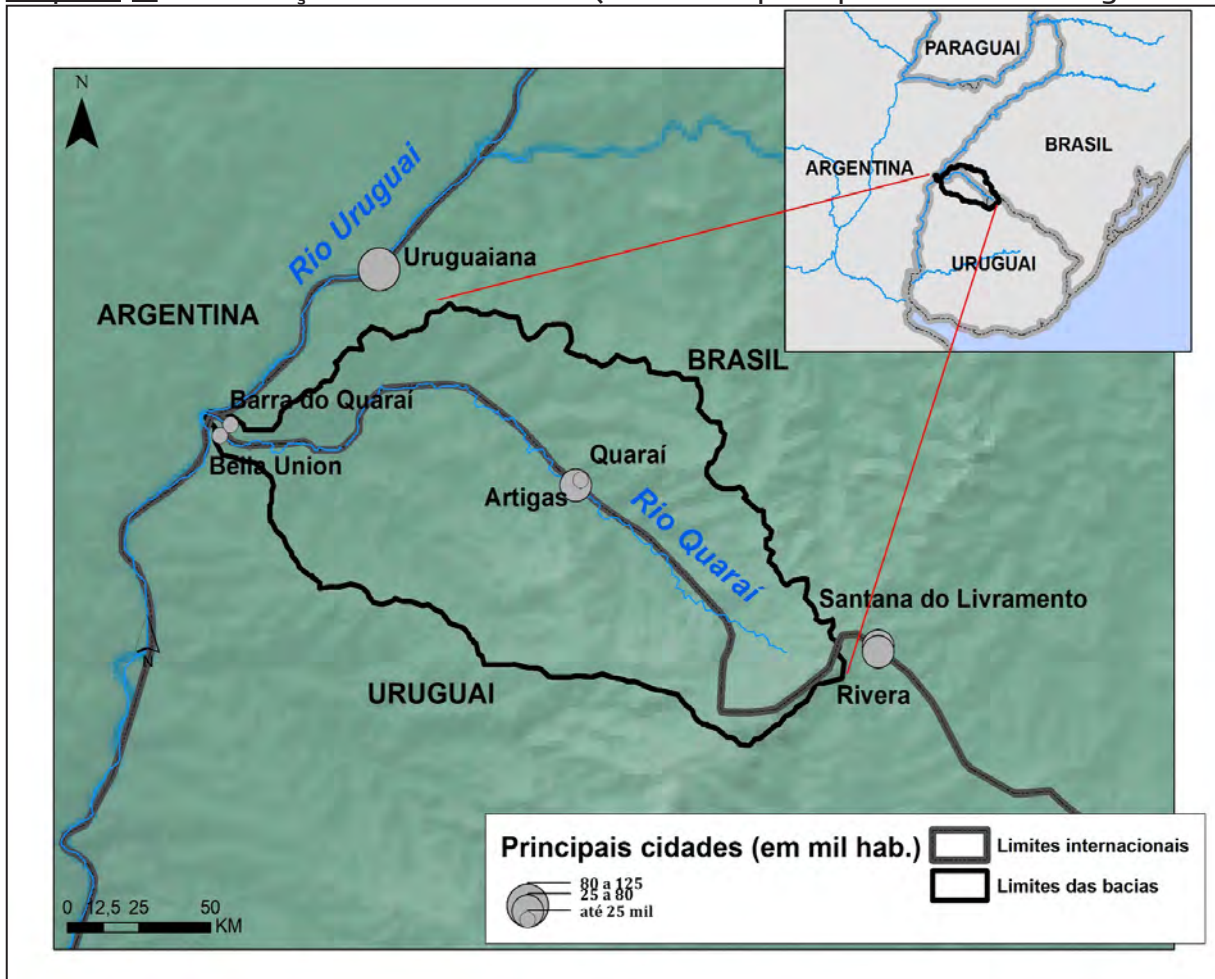 N
PARAGUAI
BRASIL
ARGENTINA
URUGUAI
Rio Uruguai
Uruguaiana
ARGENTINA
BRASIL
Barra do Quaraí
Bella Union
Quaraí
Artigas
Rio Quaraí
Santana do Livramento
N
URUGUAI
Rivera
Principais cidades (em mil hab.)
80 a 125
25 a 80
até 25 mil
Limites internacionais
Limites das bacias
0 12,5 25 50
KM